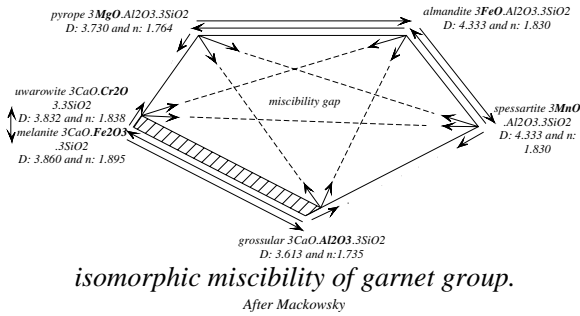 pyrope 3MgO.Al2O3.3SiO2
D: 3.730 and n: 1.764
almandite 3FeO.Al2O3.3SiO2
D: 4.333 and n: 1.830
miscibility gap
uwarowite 3CaO.Cr2O
3.3SiO2
D: 3.832 and n: 1.838
melanite 3CaO.Fe2O3
.3SiO2
D: 3.860 and n: 1.895
spessartite 3MnO
.Al2O3.3SiO2
D: 4.333 and n:
1.830
grossular 3CaO.Al2O3.3SiO2
D: 3.613 and n:1.735
isomorphic miscibility of garnet group.
After Mackowsky